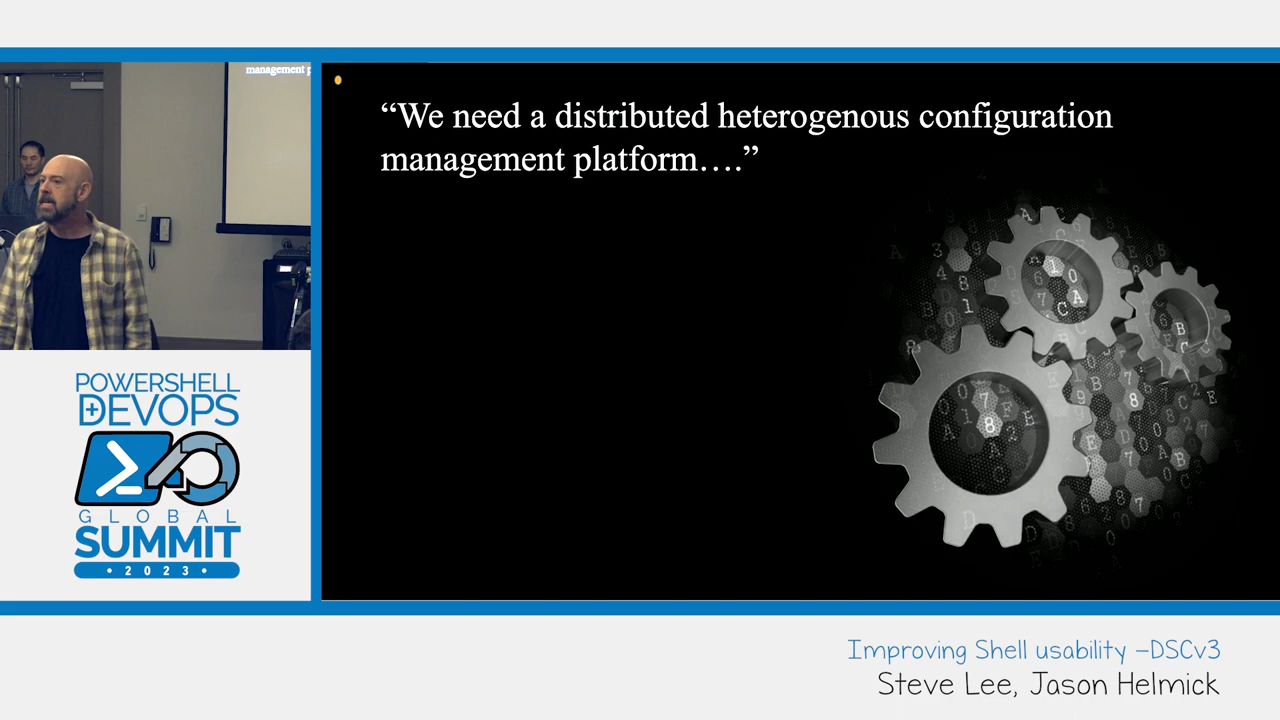 management p
“We need a distributed heterogenous configuration
management platform….”
POWERSHELL
+DEVOPS
GLOBAL
SUMMIT
• 2023 •
Improving Shell usability –DSCv3
Steve Lee, Jason Helmick